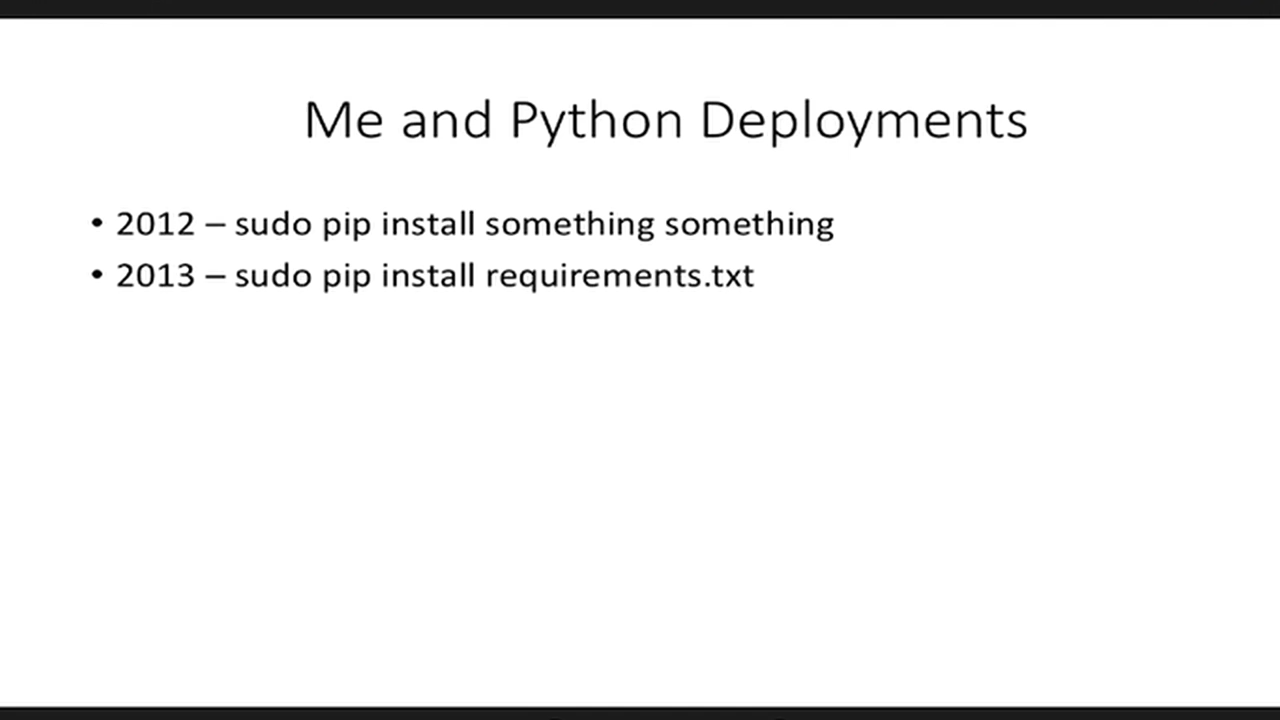 Me and Python Deployments
• 2012 – sudo pip install something something
• 2013 – sudo pip install requirements.txt